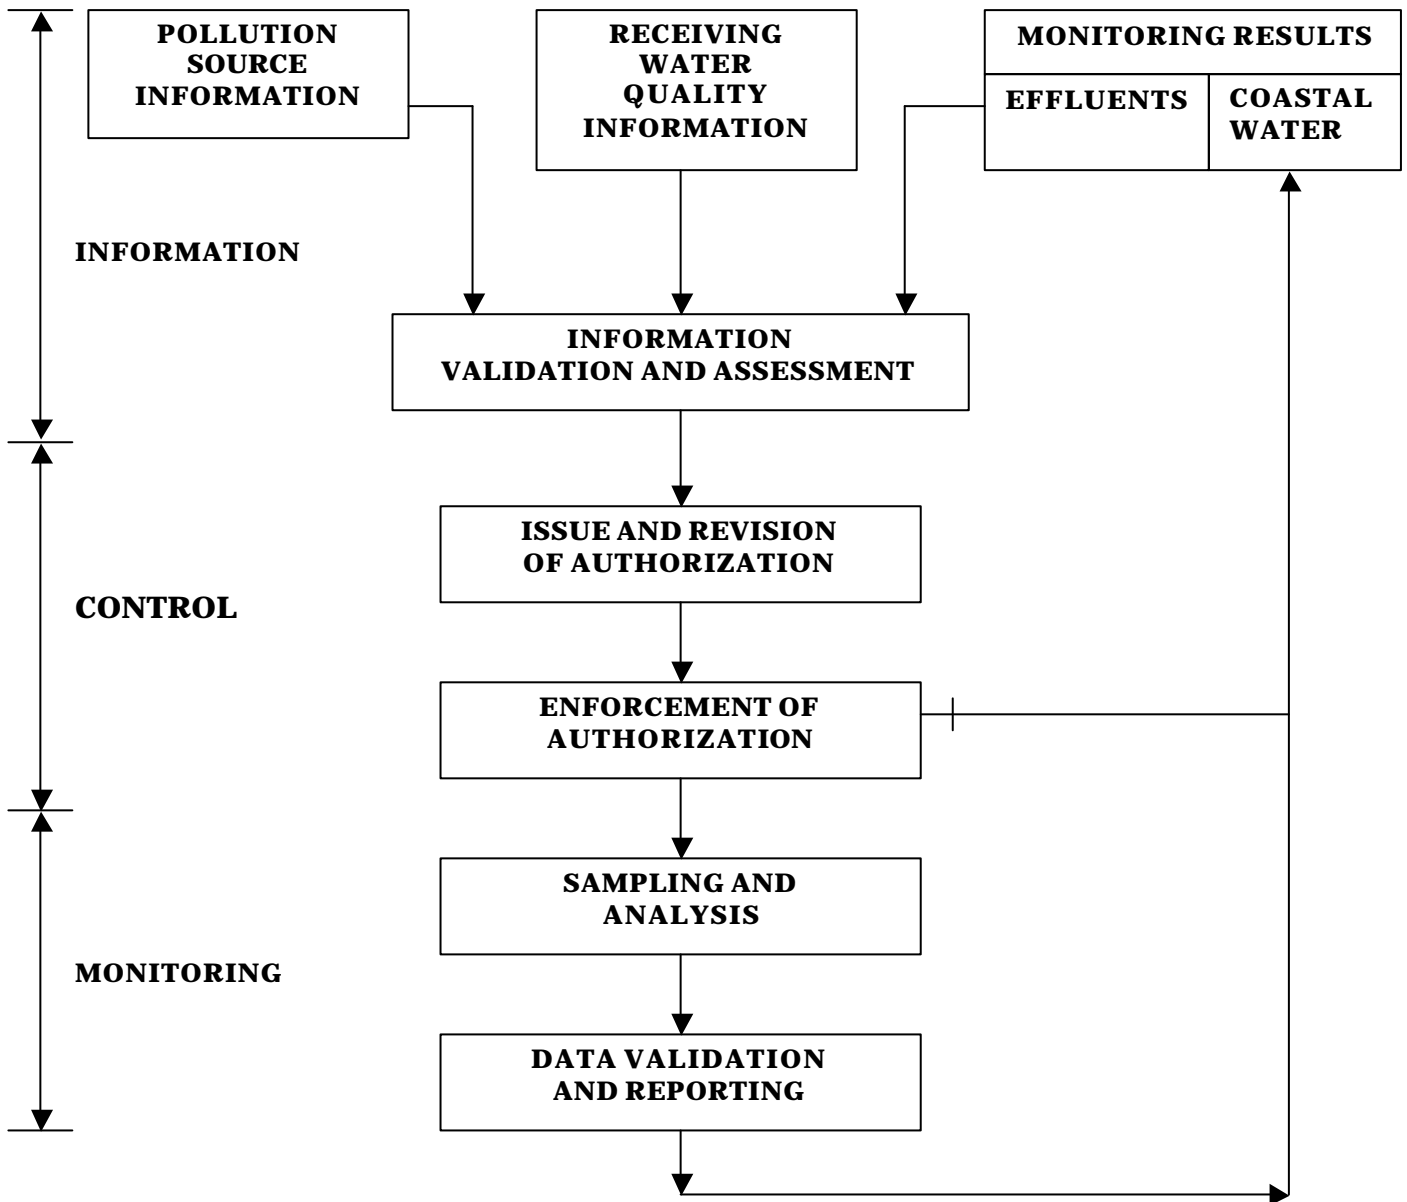 POLLUTION
SOURCE
INFORMATION
RECEIVING
WATER
QUALITY
INFORMATION
MONITORING RESULTS
EFFLUENTS
COASTAL
WATER
INFORMATION
INFORMATION
VALIDATION AND ASSESSMENT
ISSUE AND REVISION
OF AUTHORIZATION
CONTROL
ENFORCEMENT OF
AUTHORIZATION
SAMPLING AND
ANALYSIS
MONITORING
DATA VALIDATION
AND REPORTING